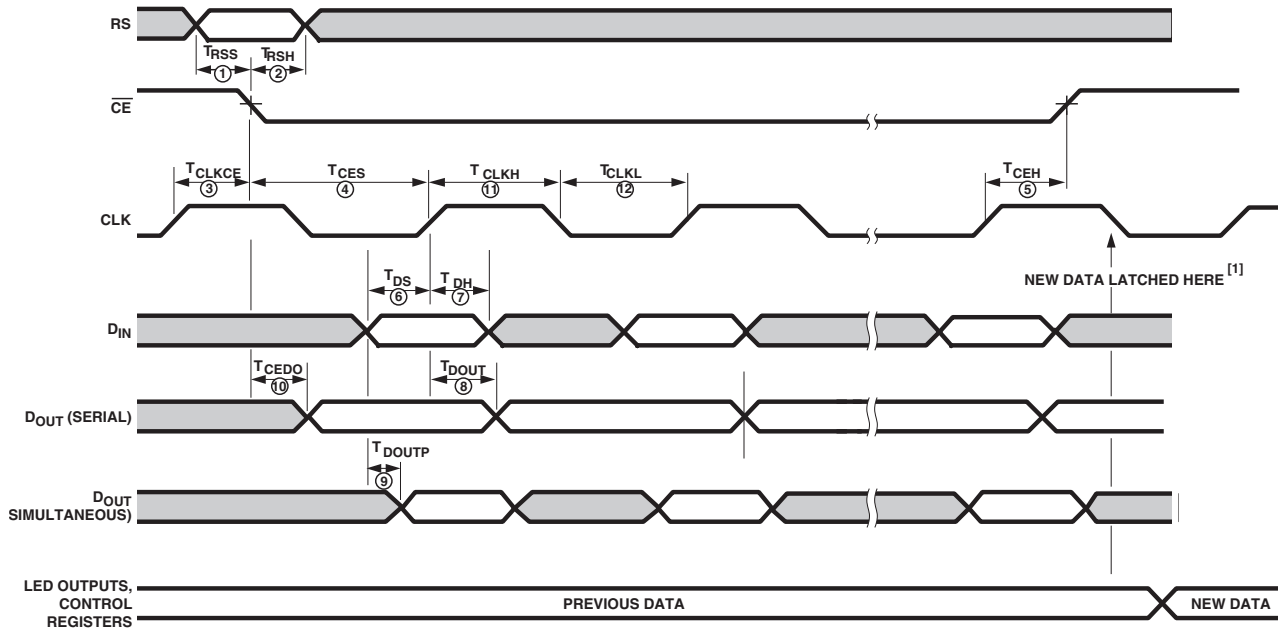 RS
TRSS TRSH
① ②
CE
TCLKCE TCES TCLKH TCLKL TCEH
③ ④ ⑪ ⑫ ⑤
CLK
TDS TDH
⑥ ⑦
NEW DATA LATCHED HERE [1]
DIN
TCEDO TDOUT
⑩ ⑧
DOUT (SERIAL)
TDOUTP
⑨
DOUT
SIMULTANEOUS)
LED OUTPUTS,
CONTROL
REGISTERS
PREVIOUS DATA NEW DATA